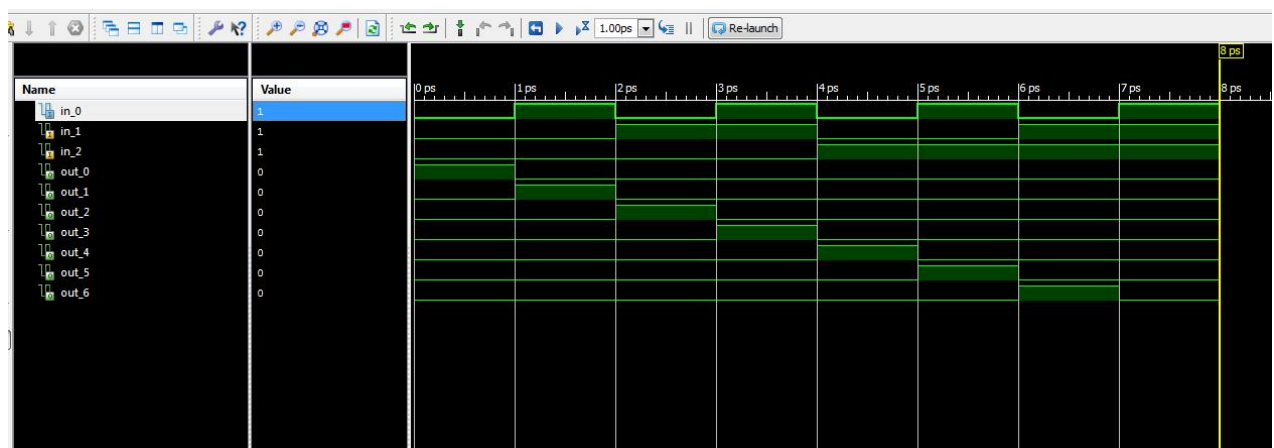 1.00ps Re-launch
8 ps
Name Value 0 ps 1 ps 2 ps 3 ps 4 ps 5 ps 6 ps 7 ps 8 ps
in_0 1
in_1 1
in_2 1
out_0 0
out_1 0
out_2 0
out_3 0
out_4 0
out_5 0
out_6 0